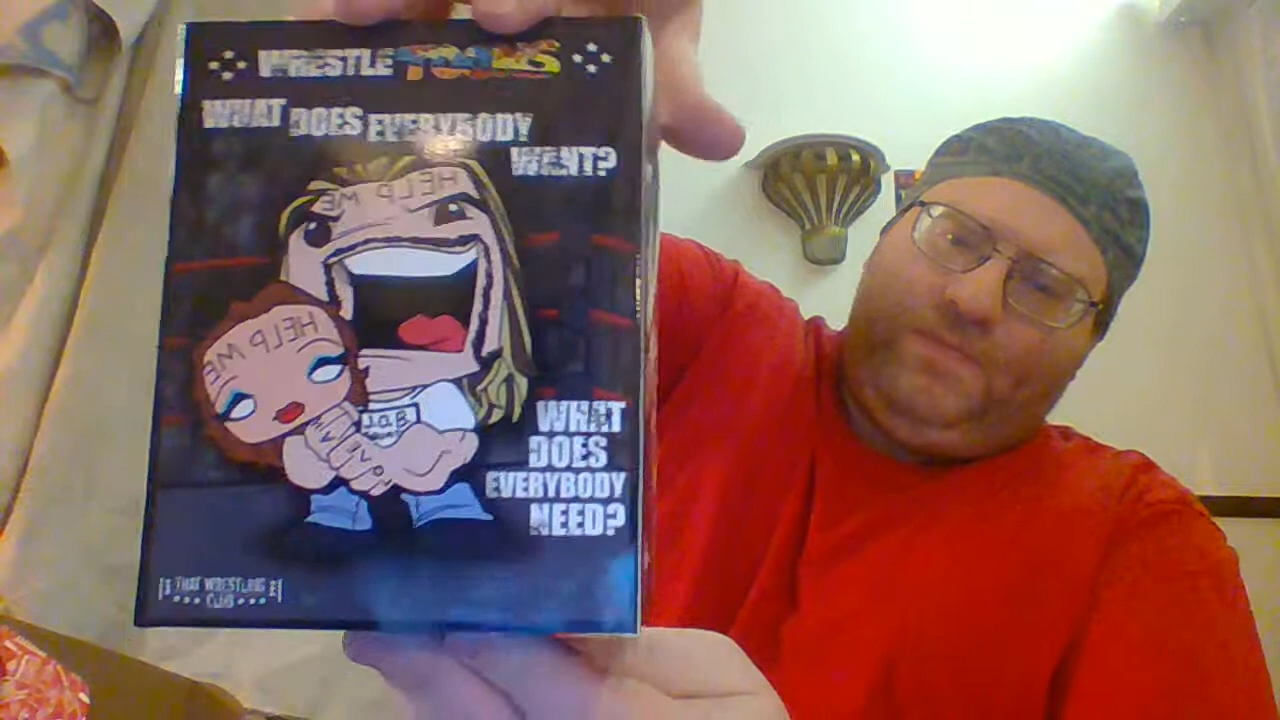 WRESTLE TOONS
WHAT DOES EVERYBODY
WANT?
HELP ME
HELP ME
J.O.B.
WHAT
DOES
EVERYBODY
NEED?
THAT WRESTLING
CLUB